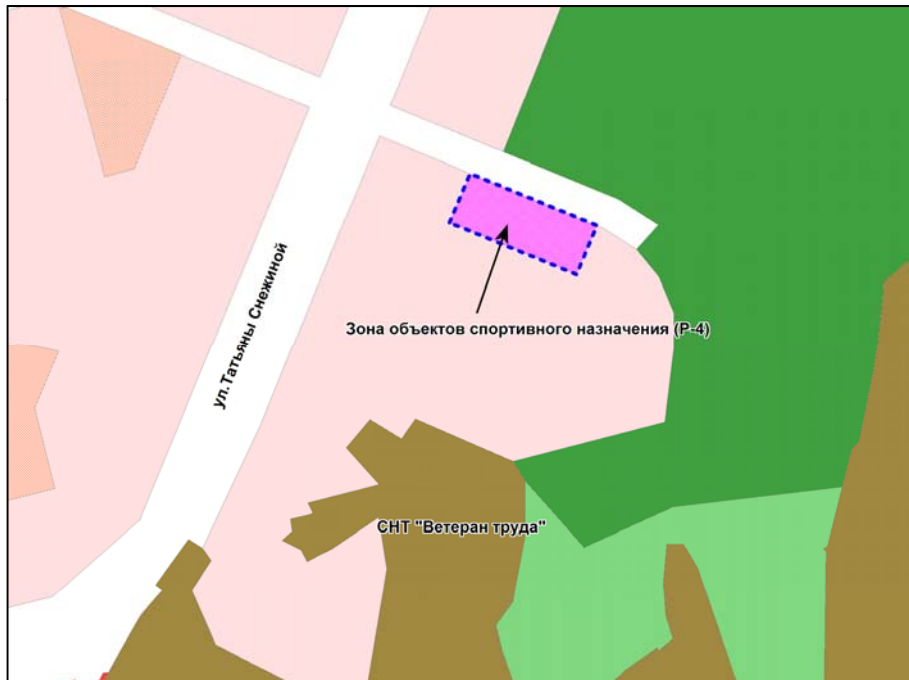 ул.Татьяны Снежиной
Зона объектов спортивного назначения (Р-4)
СНТ "Ветеран труда"